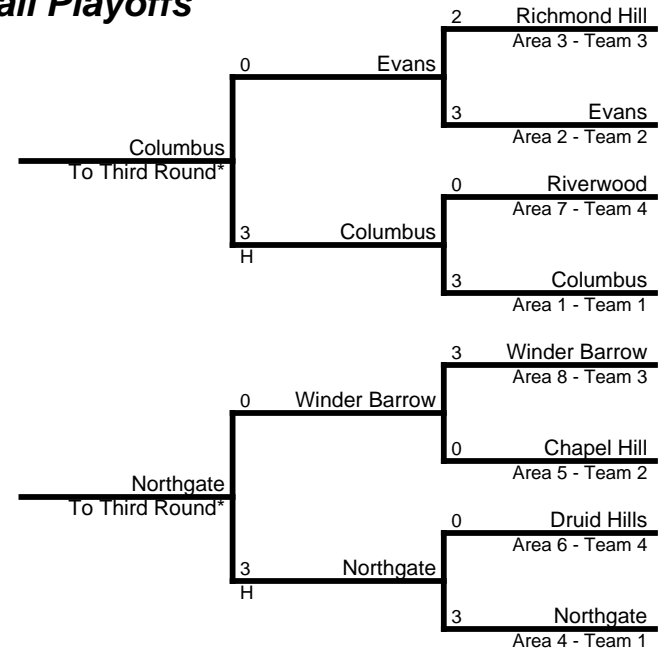 all Playoffs
2 Richmond Hill
Area 3 - Team 3
0 Evans
3 Evans
Area 2 - Team 2
Columbus
To Third Round*
0 Riverwood
Area 7 - Team 4
3 Columbus
H
3 Columbus
Area 1 - Team 1
3 Winder Barrow
Area 8 - Team 3
0 Winder Barrow
0 Chapel Hill
Area 5 - Team 2
Northgate
To Third Round*
0 Druid Hills
Area 6 - Team 4
3 Northgate
H
3 Northgate
Area 4 - Team 1